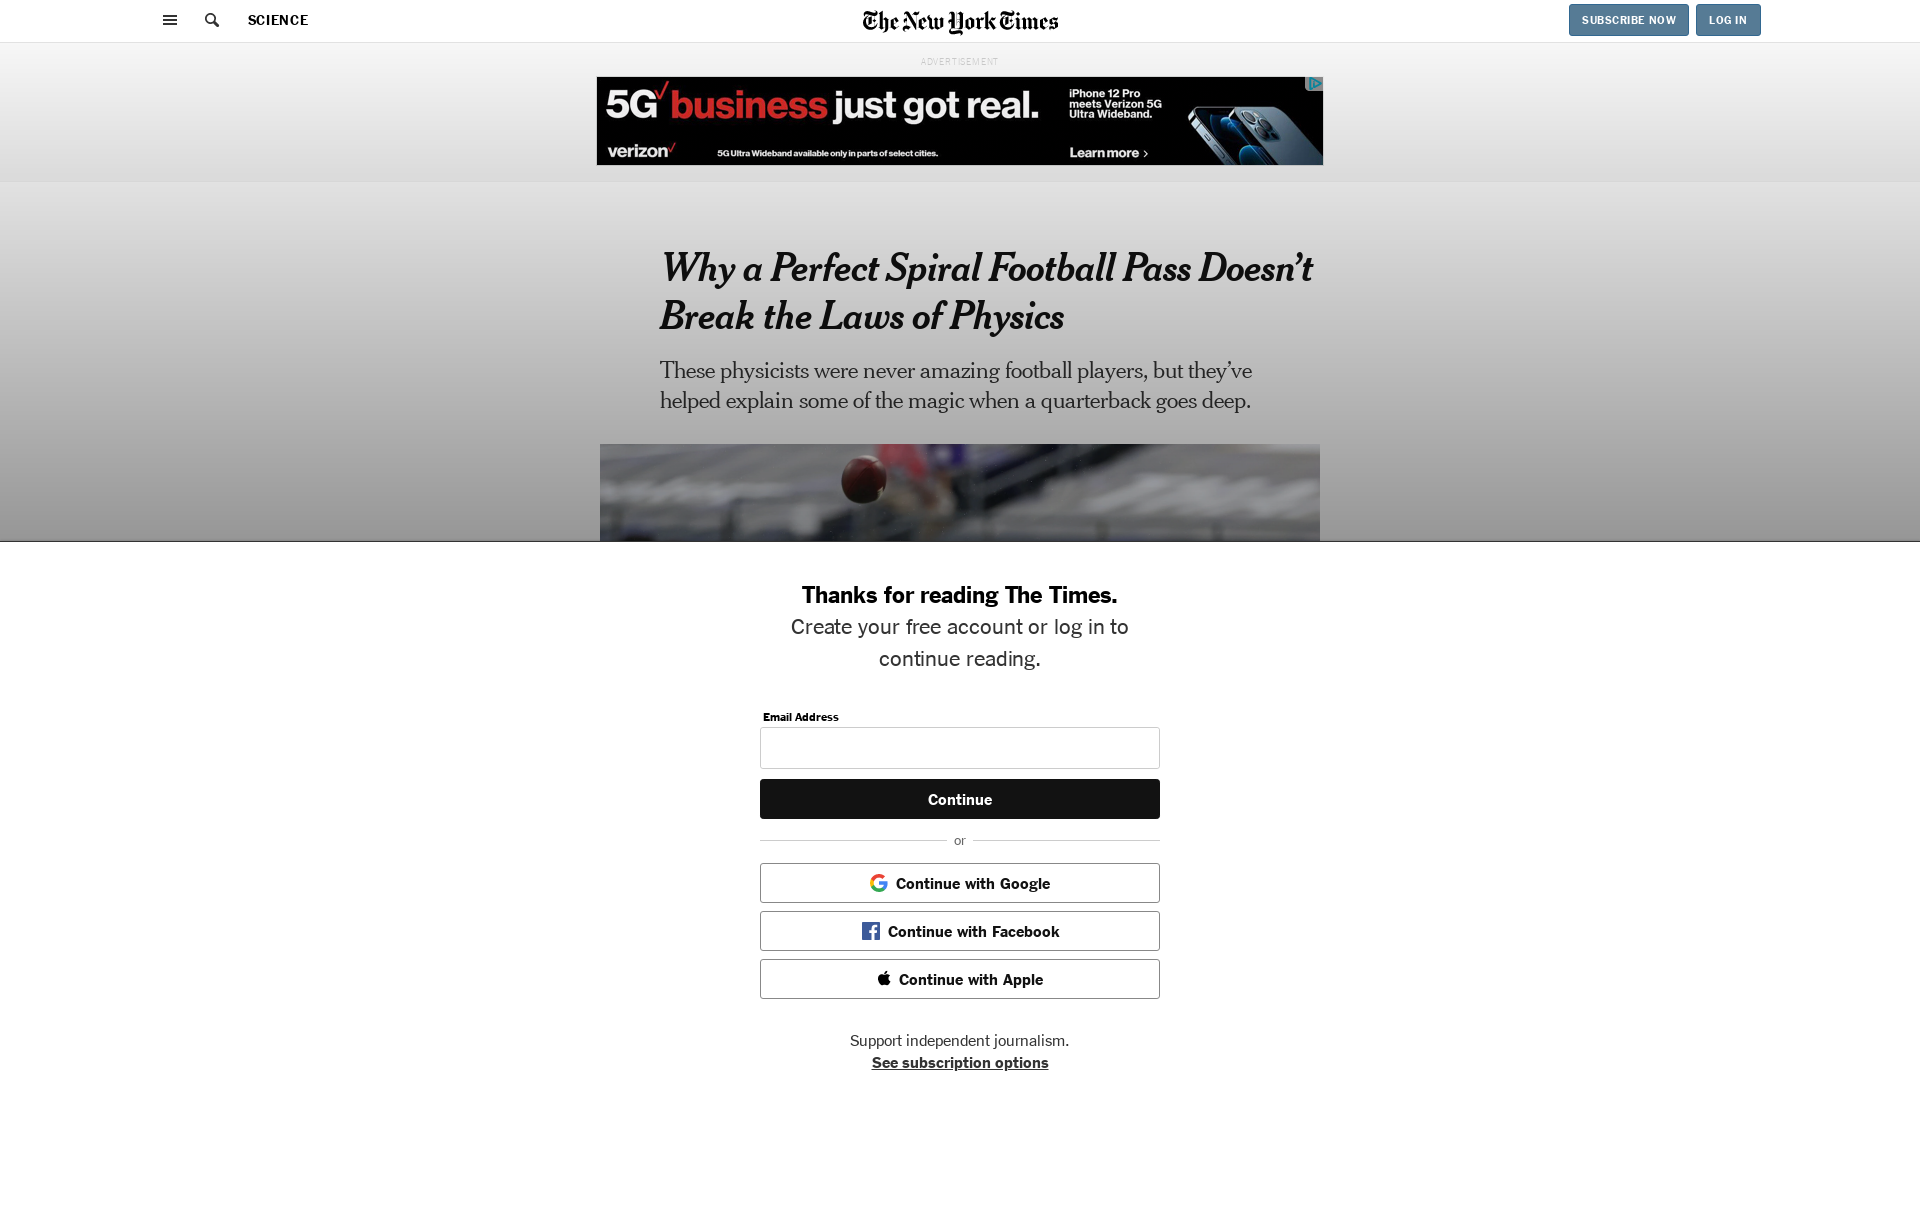 SCIENCE
The New York Times
SUBSCRIBE NOW
LOG IN
ADVERTISEMENT
5G business just got real.
iPhone 12 Pro
meets Verizon 5G
Ultra Wideband.
verizon
5G Ultra Wideband available only in parts of select cities.
Learn more >
Why a Perfect Spiral Football Pass Doesn’t
Break the Laws of Physics
These physicists were never amazing football players, but they’ve
helped explain some of the magic when a quarterback goes deep.
Thanks for reading The Times.
Create your free account or log in to
continue reading.
Email Address
Continue
or
Continue with Google
Continue with Facebook
Continue with Apple
Support independent journalism.
See subscription options